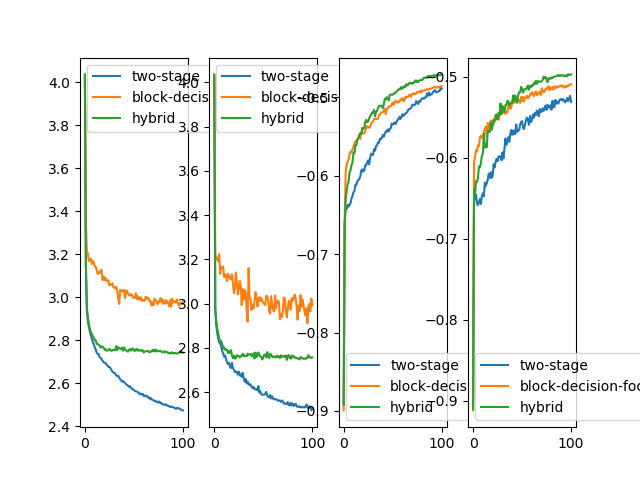 4.0
3.8
3.6
3.4
3.2
3.0
2.8
2.6
2.4
0
100
two-stage
block-decis
hybrid
4.0
3.8
3.6
3.4
3.2
3.0
2.8
2.6
0
100
two-stage
block-decis
hybrid
−0.5
−0.6
−0.7
−0.8
−0.9
0
100
two-stage
block-decis
hybrid
−0.5
−0.6
−0.7
−0.8
−0.9
0
100
two-stage
block-decision-foc
hybrid